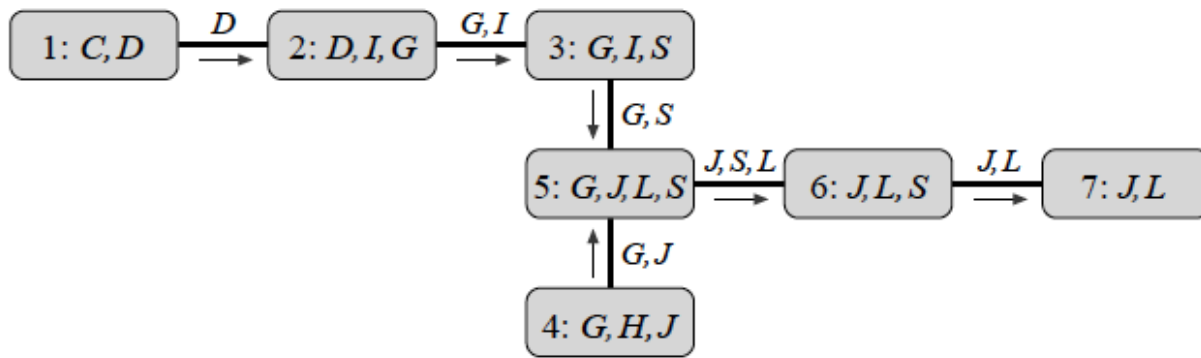 D
G, I
1: C, D
2: D, I, G
3: G, I, S
G, S
J, S, L
J, L
5: G, J, L, S
6: J, L, S
7: J, L
G, J
4: G, H, J